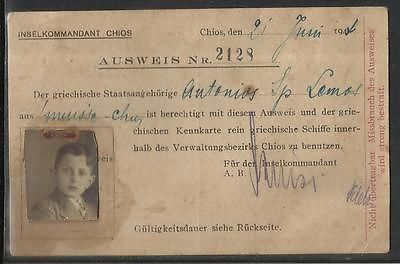 INSELKOMMANDANT CHIOS
Chios, den 21 Juni 194
AUSWEIS NR. 2128
Der griechische Staatsangehörige Antonios Sp Lemos
aus ist berechtigt mit diesem Ausweis und der grie-
chischen Kennkarte rein griechische Schiffe inner-
halb des Verwaltungsbezirks Chios zu benutzen.
Für den Inselkommandant
A. B.
Gültigkeitsdauer siehe Rückseite.
Nicht übertragbar Missbrauch des Ausweises
wird streng bestraft.